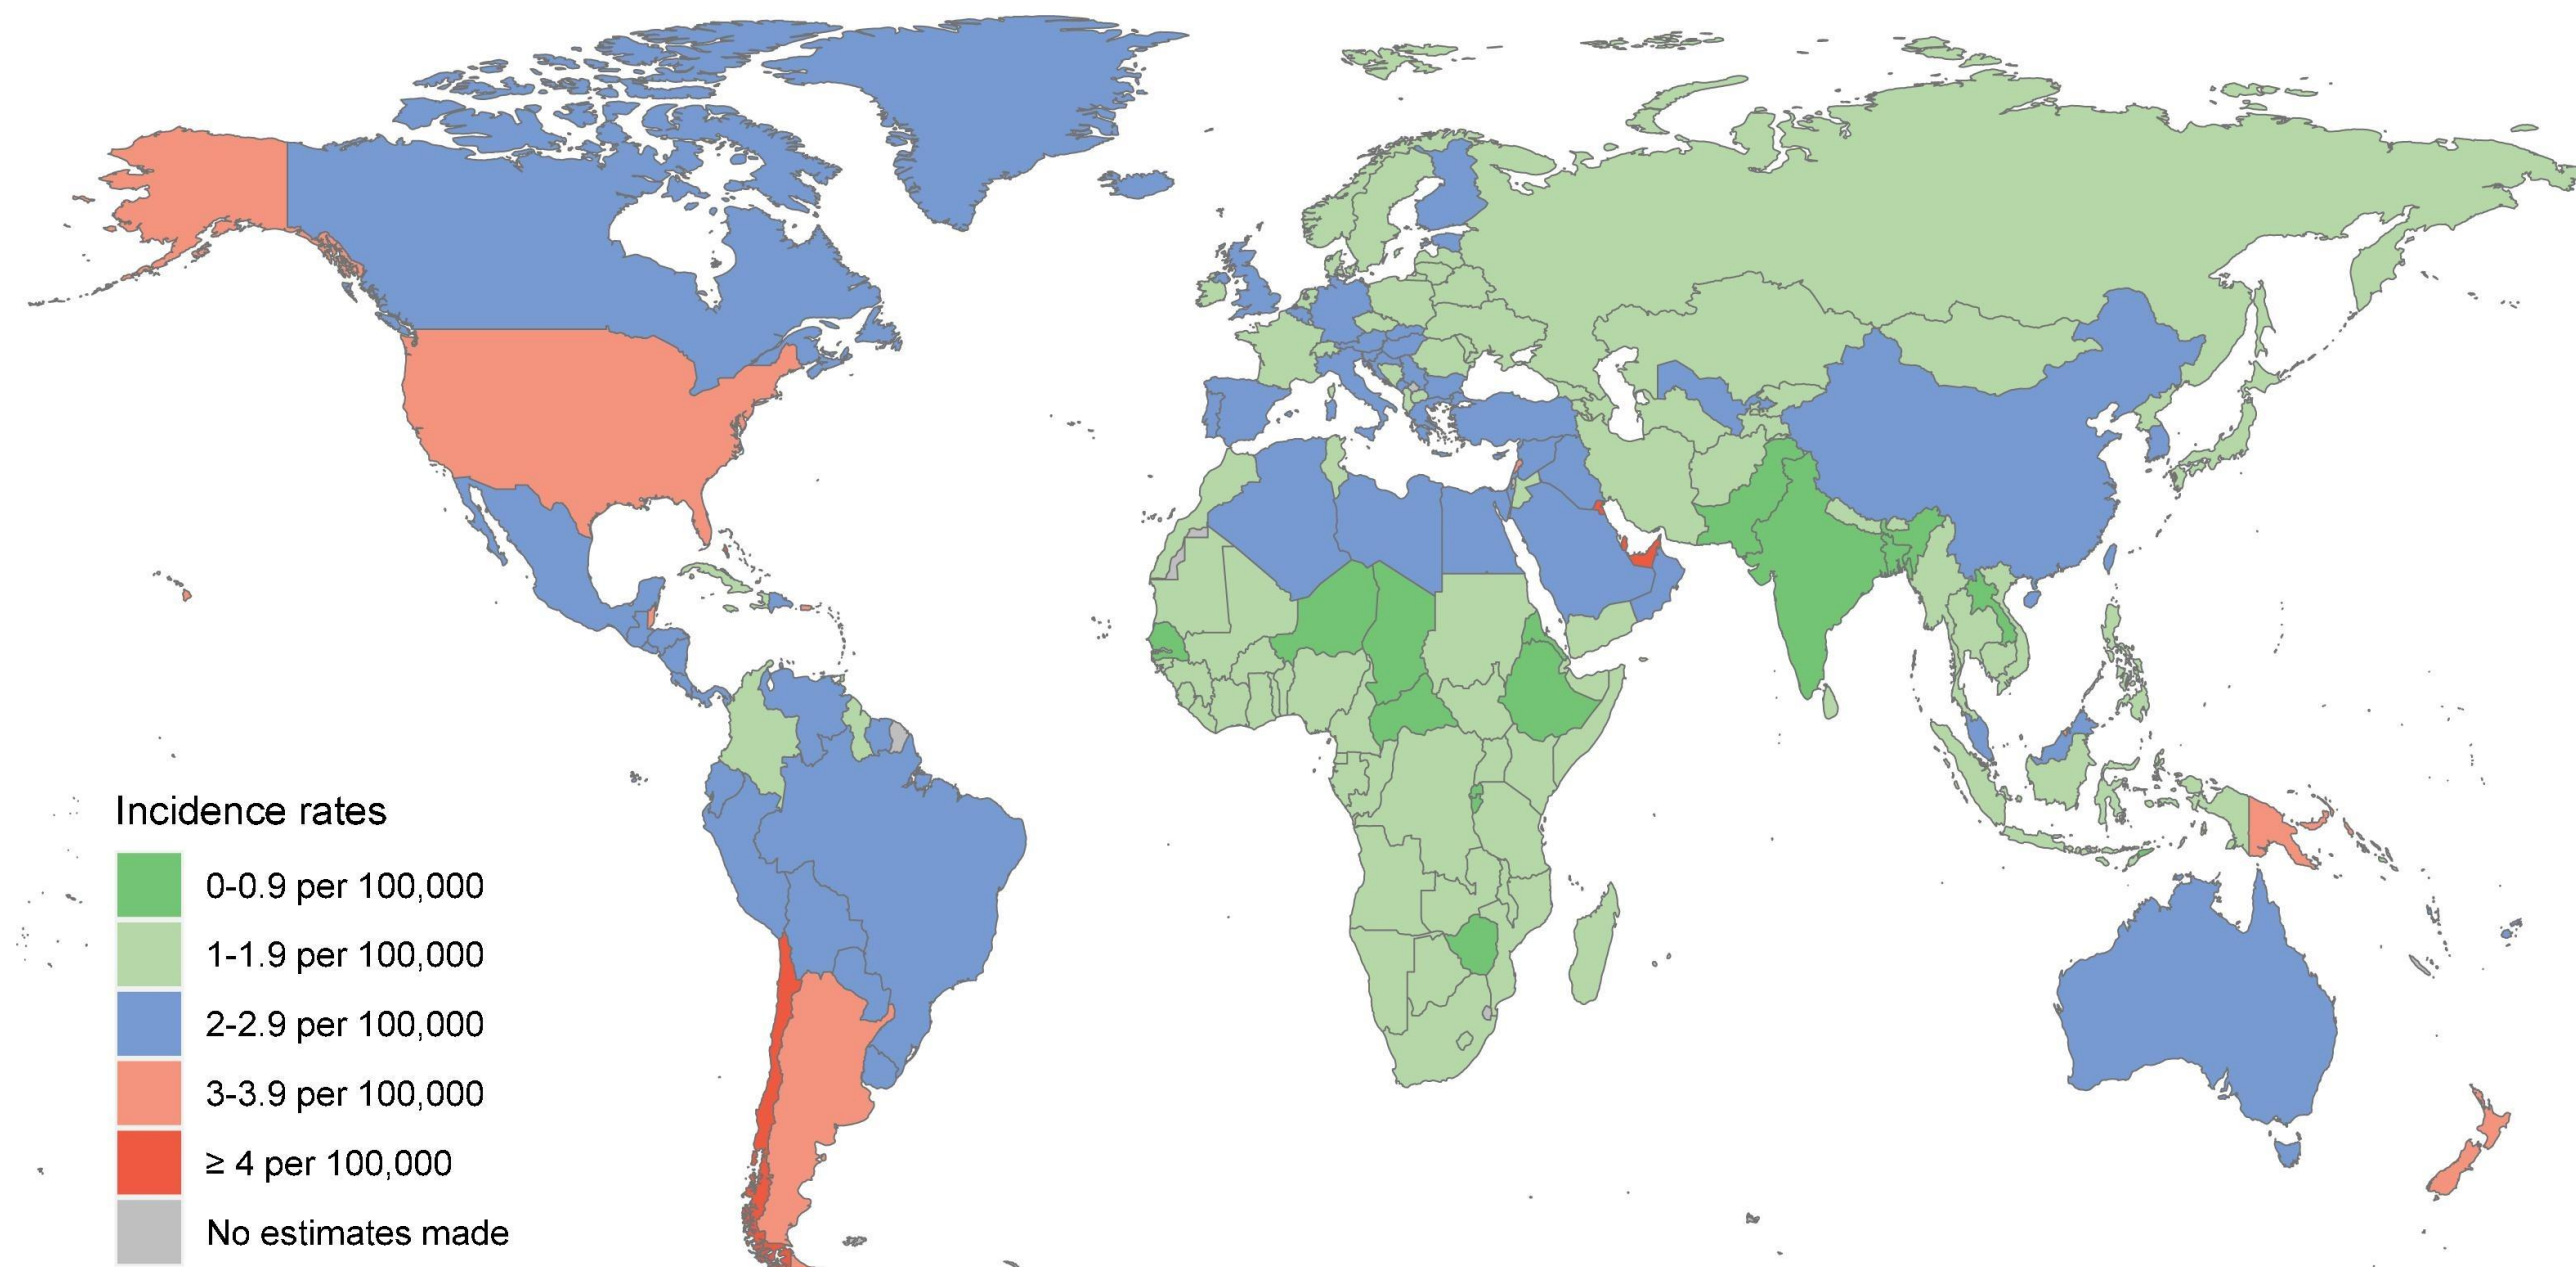 Incidence rates
0-0.9 per 100,000
1-1.9 per 100,000
2-2.9 per 100,000
3-3.9 per 100,000
≥ 4 per 100,000
No estimates made